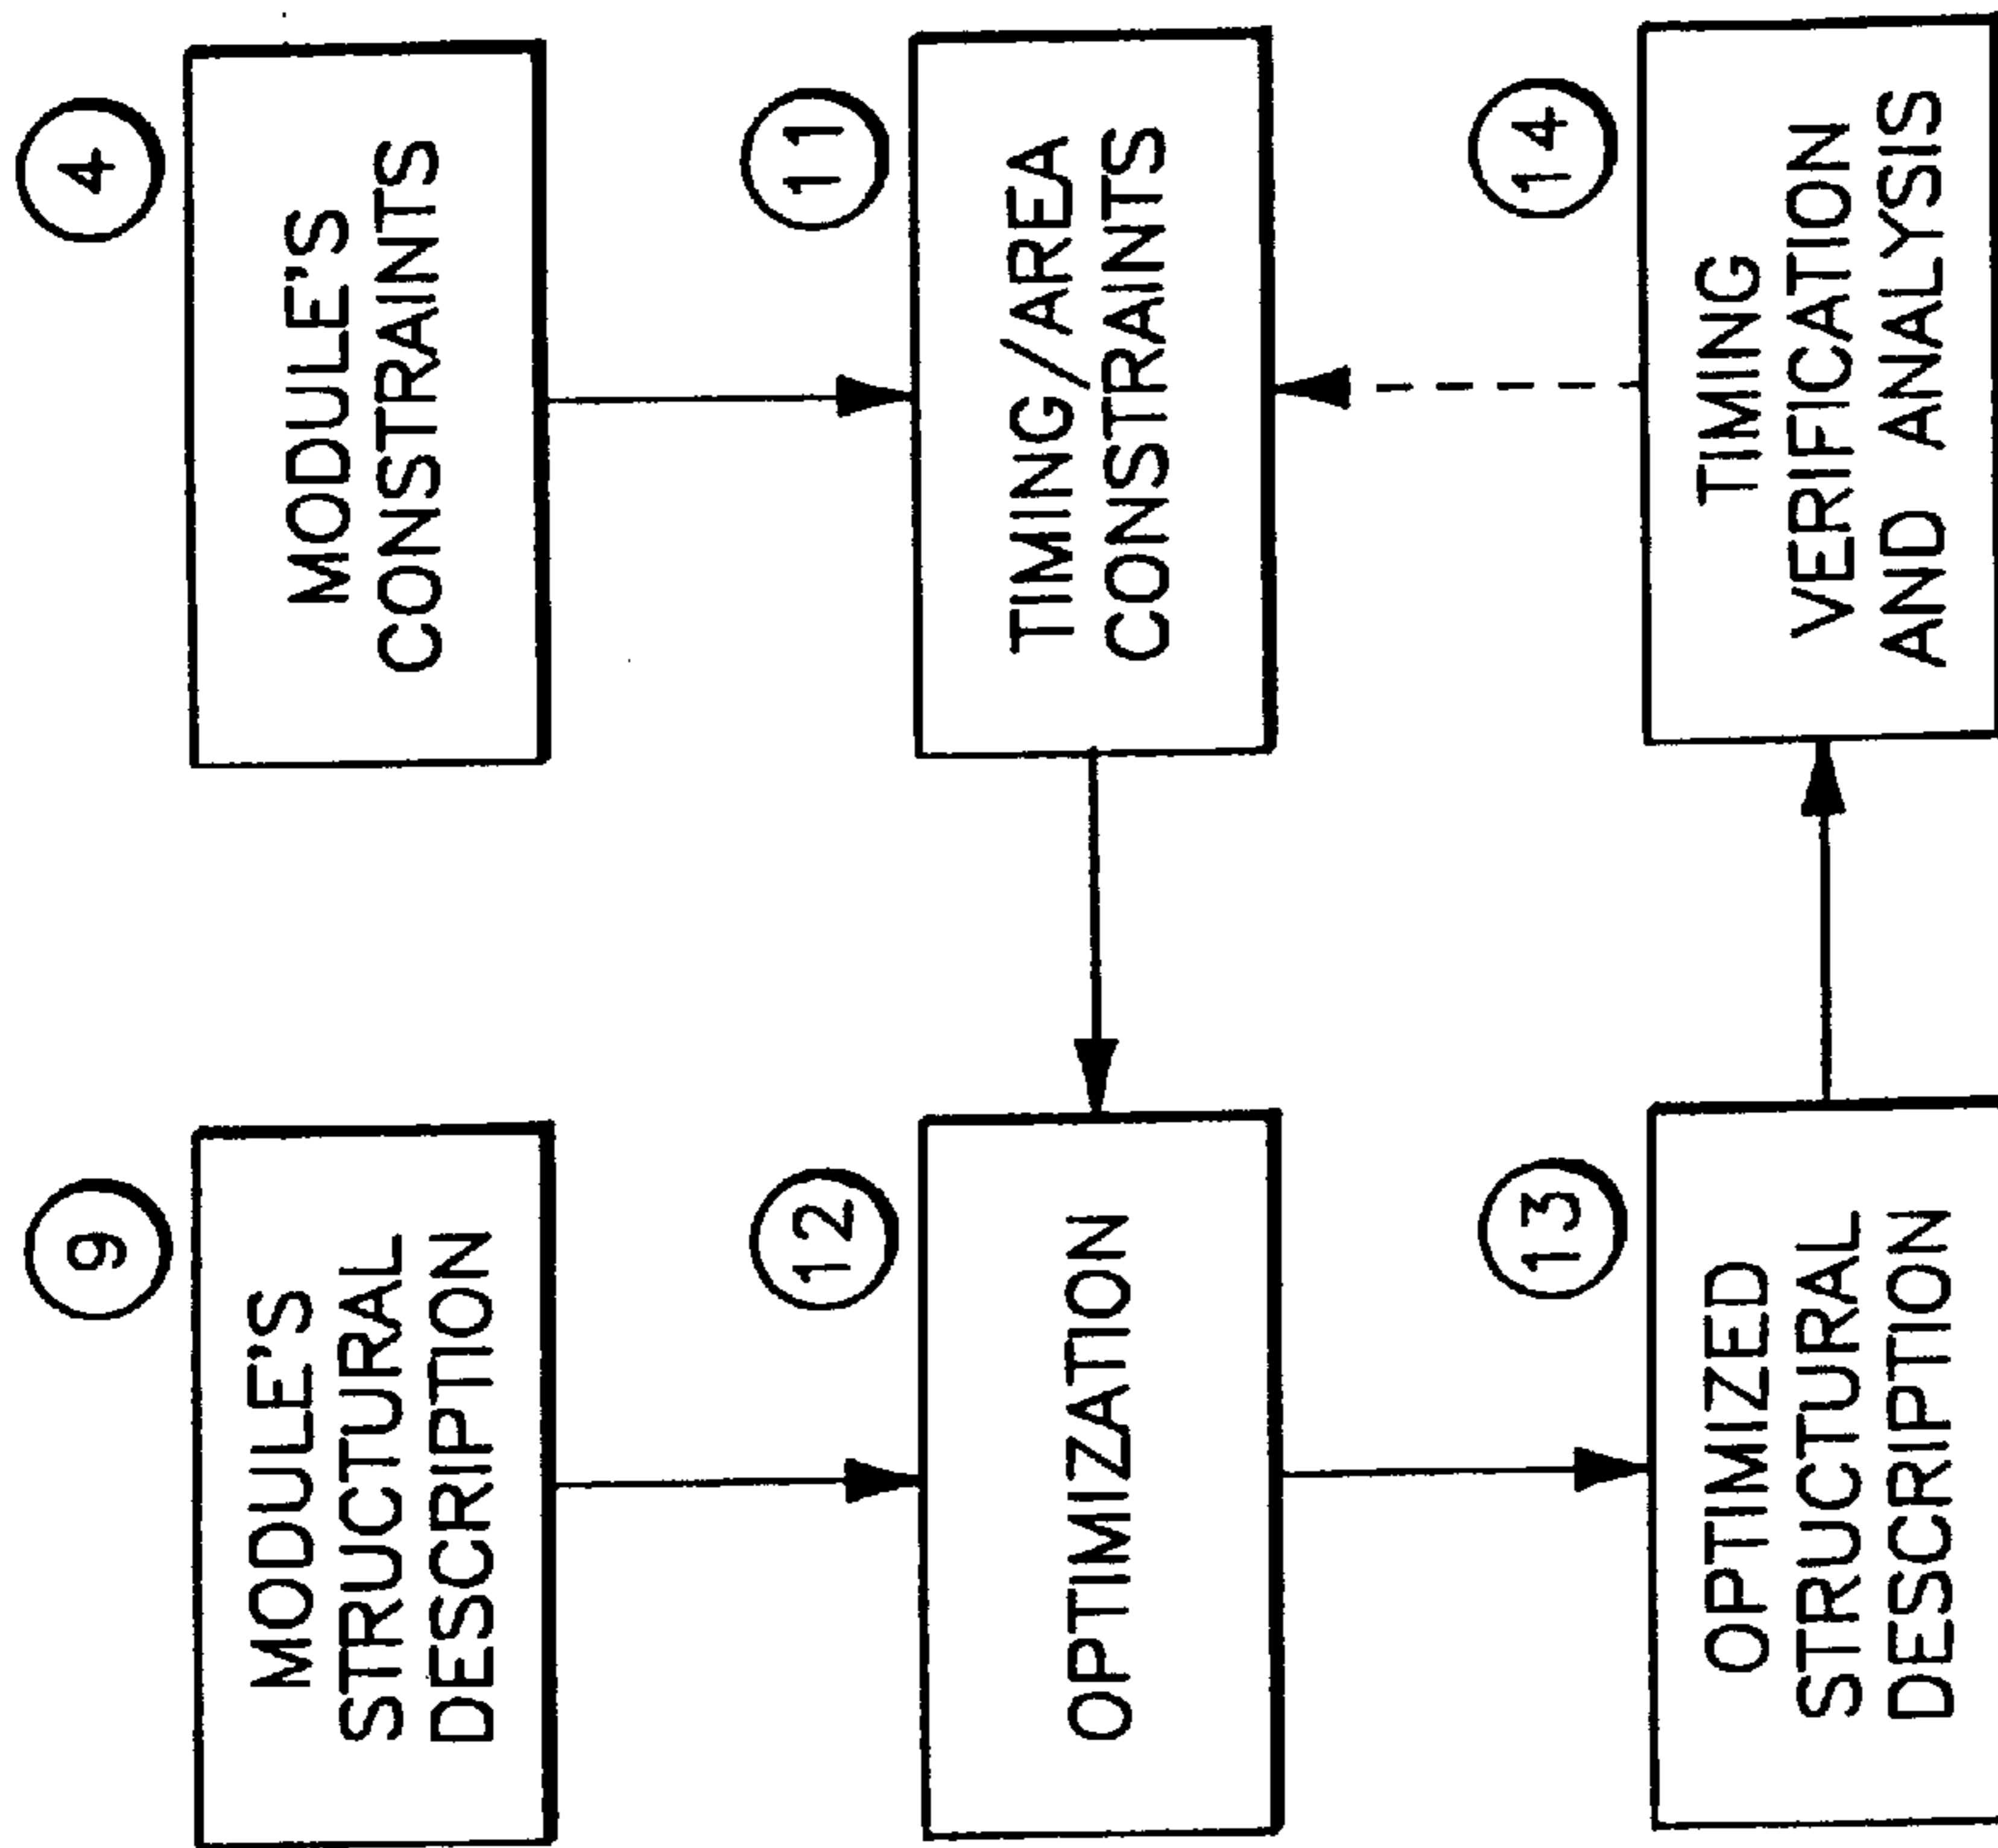 9
MODULE'S
STRUCTURAL
DESCRIPTION
4
MODULE'S
CONSTRAINTS
12
OPTIMIZATION
11
TIMING/AREA
CONSTRAINTS
13
OPTIMIZED
STRUCTURAL
DESCRIPTION
14
TIMING
VERIFICATION
AND ANALYSIS